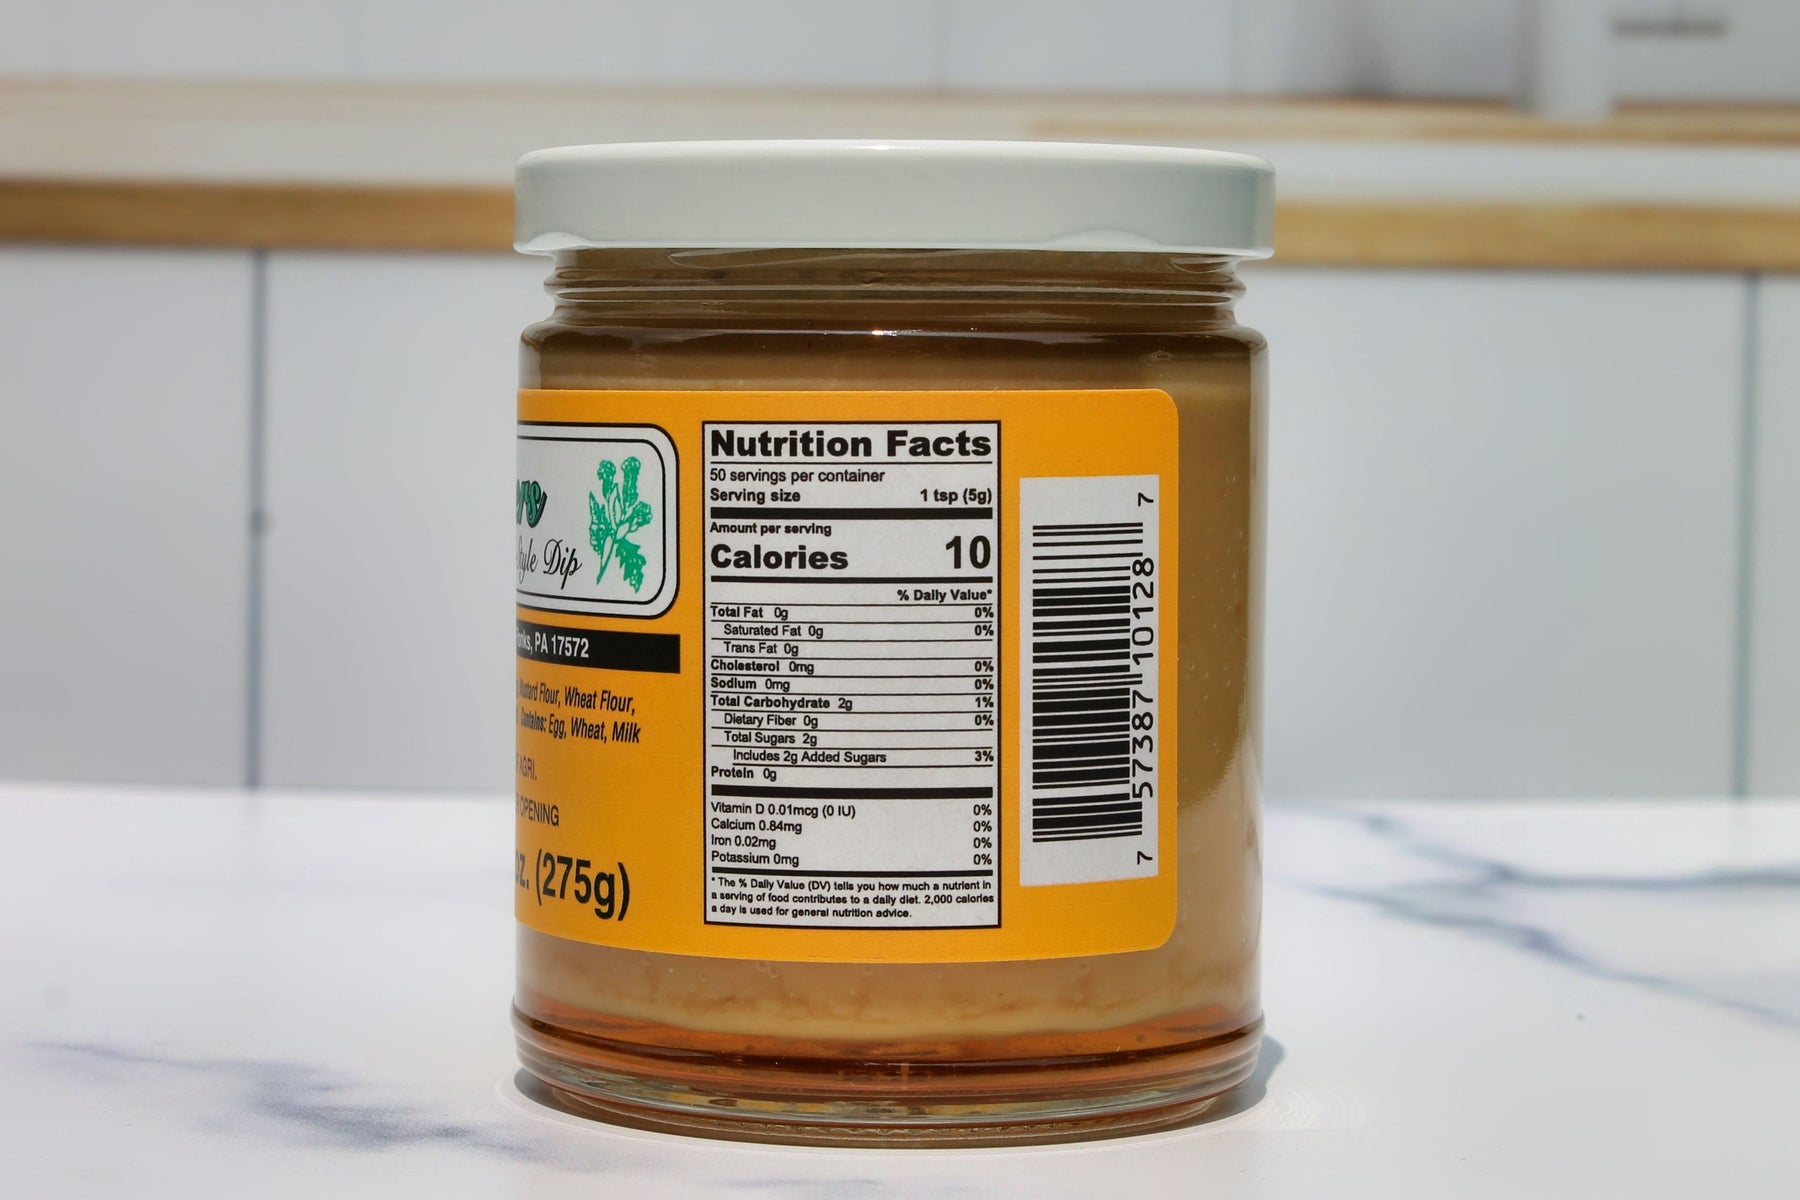 Style Dip
PA 17572
Mustard Flour, Wheat Flour,
Contains: Egg, Wheat, Milk
AGRI.
OPENING
oz. (275g)
Nutrition Facts
50 servings per container
Serving size 1 tsp (5g)
Amount per serving
Calories 10
% Daily Value*
Total Fat 0g 0%
Saturated Fat 0g 0%
Trans Fat 0g
Cholesterol 0mg 0%
Sodium 0mg 0%
Total Carbohydrate 2g 1%
Dietary Fiber 0g 0%
Total Sugars 2g
Includes 2g Added Sugars 3%
Protein 0g
Vitamin D 0.01mcg (0 IU) 0%
Calcium 0.84mg 0%
Iron 0.02mg 0%
Potassium 0mg 0%
* The % Daily Value (DV) tells you how much a nutrient in
a serving of food contributes to a daily diet. 2,000 calories
a day is used for general nutrition advice.
7 57387 10128 7